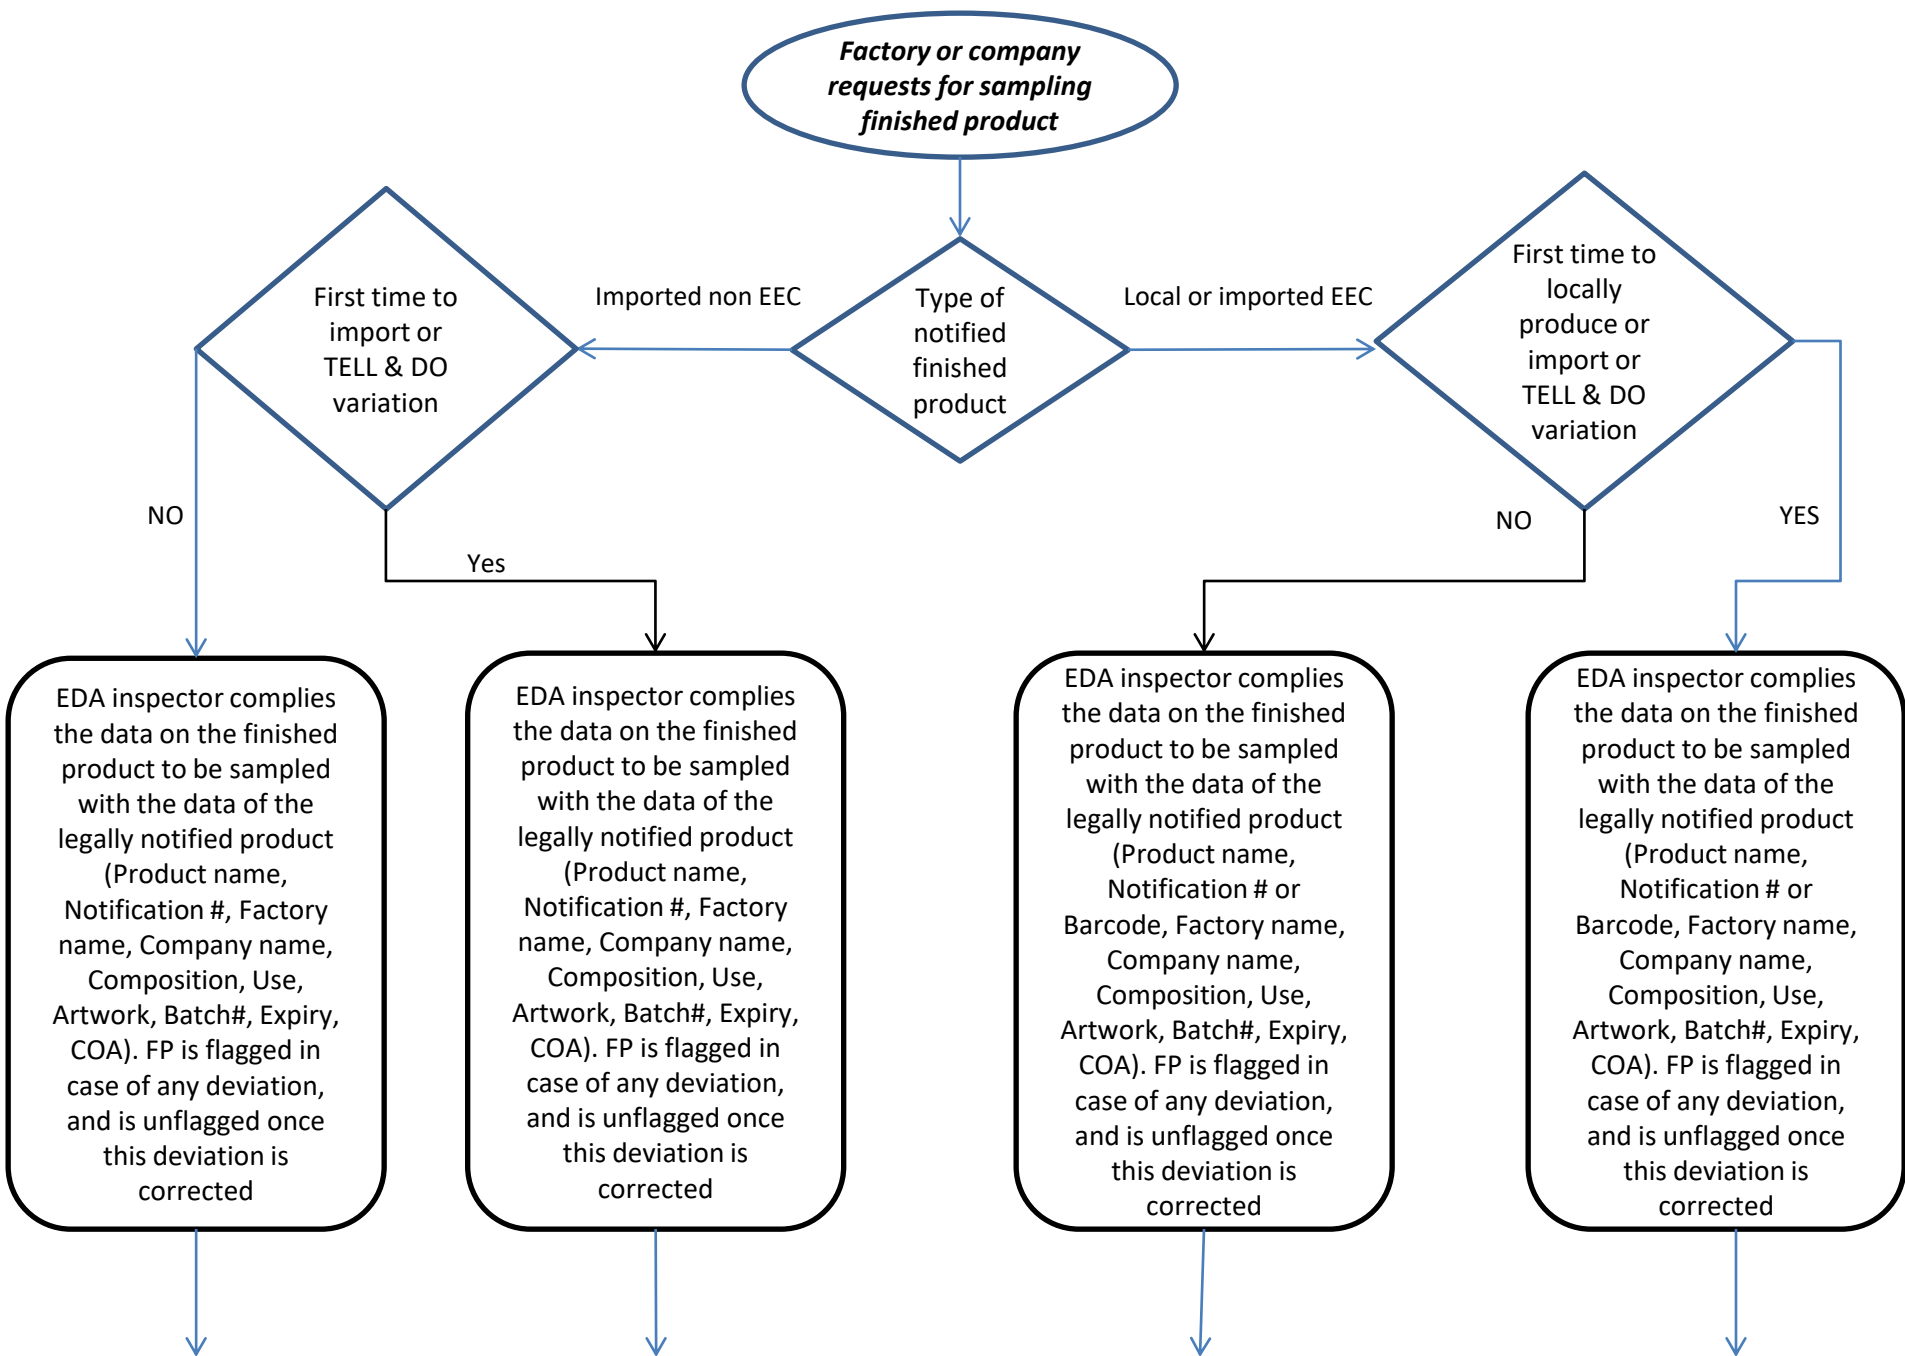 Factory or company
requests for sampling
finished product
First time to
import or
TELL & DO
variation
Imported non EEC
Type of
notified
finished
product
Local or imported EEC
First time to
locally
produce or
import or
TELL & DO
variation
NO
Yes
NO
YES
EDA inspector complies
the data on the finished
product to be sampled
with the data of the
legally notified product
(Product name,
Notification #, Factory
name, Company name,
Composition, Use,
Artwork, Batch#, Expiry,
COA). FP is flagged in
case of any deviation,
and is unflagged once
this deviation is
corrected
EDA inspector complies
the data on the finished
product to be sampled
with the data of the
legally notified product
(Product name,
Notification #, Factory
name, Company name,
Composition, Use,
Artwork, Batch#, Expiry,
COA). FP is flagged in
case of any deviation,
and is unflagged once
this deviation is
corrected
EDA inspector complies
the data on the finished
product to be sampled
with the data of the
legally notified product
(Product name,
Notification # or
Barcode, Factory name,
Company name,
Composition, Use,
Artwork, Batch#, Expiry,
COA). FP is flagged in
case of any deviation,
and is unflagged once
this deviation is
corrected
EDA inspector complies
the data on the finished
product to be sampled
with the data of the
legally notified product
(Product name,
Notification # or
Barcode, Factory name,
Company name,
Composition, Use,
Artwork, Batch#, Expiry,
COA). FP is flagged in
case of any deviation,
and is unflagged once
this deviation is
corrected